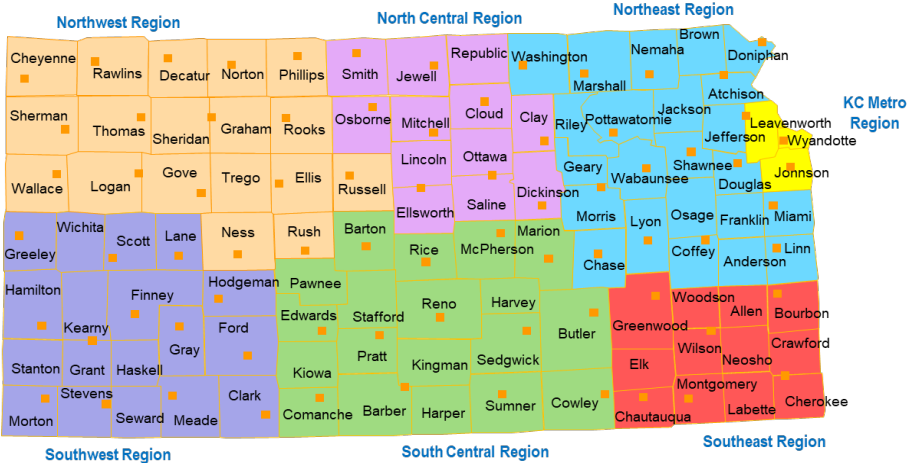 Northwest Region
North Central Region
Northeast Region
KC Metro
Region
Cheyenne
Rawlins
Decatur
Norton
Phillips
Smith
Jewell
Republic
Washington
Marshall
Nemaha
Brown
Doniphan
Sherman
Thomas
Sheridan
Graham
Rooks
Osborne
Mitchell
Cloud
Clay
Riley
Pottawatomie
Jackson
Atchison
Jefferson
Leavenworth
Wyandotte
Wallace
Logan
Gove
Trego
Ellis
Russell
Lincoln
Ottawa
Dickinson
Geary
Wabaunsee
Shawnee
Douglas
Jonnson
Ellsworth
Saline
Morris
Lyon
Osage
Franklin
Miami
Greeley
Wichita
Scott
Lane
Ness
Rush
Barton
Rice
McPherson
Marion
Chase
Coffey
Anderson
Linn
Hamilton
Kearny
Finney
Hodgeman
Pawnee
Edwards
Stafford
Reno
Harvey
Butler
Greenwood
Woodson
Allen
Bourbon
Gray
Ford
Pratt
Kingman
Sedgwick
Elk
Wilson
Neosho
Crawford
Stanton
Grant
Haskell
Kiowa
Morton
Stevens
Seward
Meade
Clark
Comanche
Barber
Harper
Sumner
Cowley
Chautauqua
Montgomery
Labette
Cherokee
Southwest Region
South Central Region
Southeast Region